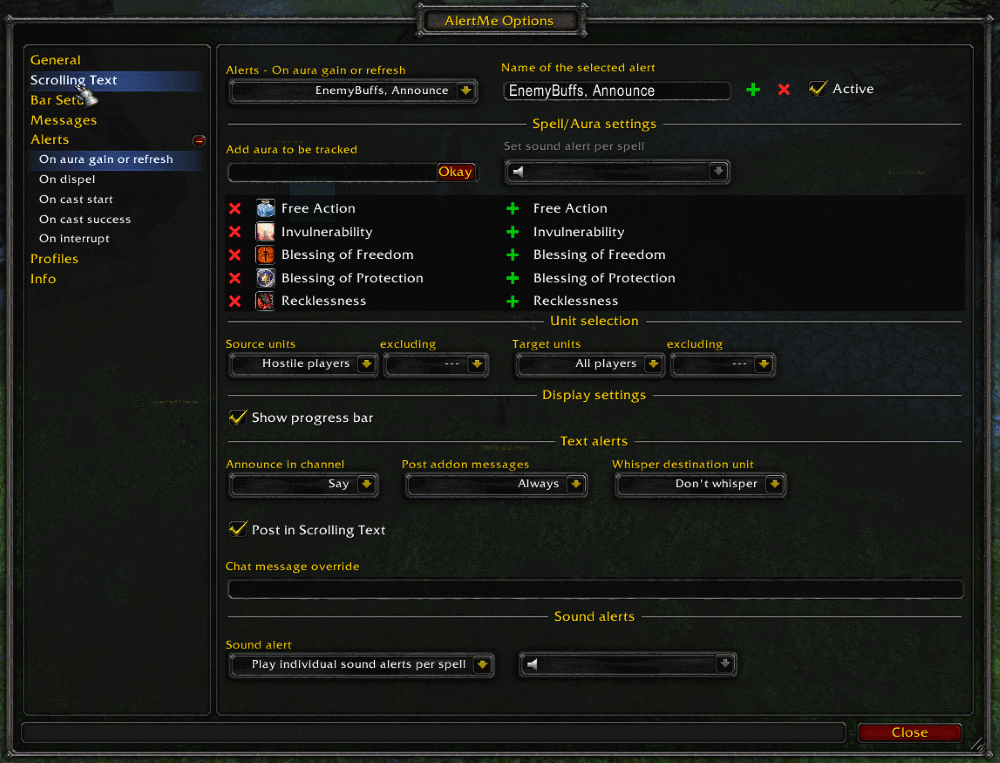 AlertMe Options
General
Scrolling Text
Bar Setu
Messages
Alerts
On aura gain or refresh
On dispel
On cast start
On cast success
On interrupt
Profiles
Info
Alerts - On aura gain or refresh
EnemyBuffs, Announce
Name of the selected alert
EnemyBuffs, Announce
Active
Spell/Aura settings
Add aura to be tracked
Okay
Set sound alert per spell
Free Action
Free Action
Invulnerability
Invulnerability
Blessing of Freedom
Blessing of Freedom
Blessing of Protection
Blessing of Protection
Recklessness
Recklessness
Unit selection
Source units
excluding
Target units
excluding
Hostile players
---
All players
---
Display settings
Show progress bar
Text alerts
Announce in channel
Post addon messages
Whisper destination unit
Say
Always
Don't whisper
Post in Scrolling Text
Chat message override
Sound alerts
Sound alert
Play individual sound alerts per spell
Close